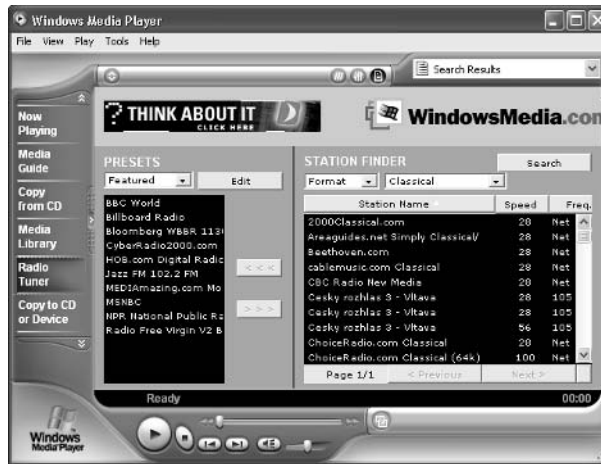 Windows Media Player
File View Play Tools Help
Search Results
Now
Playing
Media
Guide
Copy
from CD
Media
Library
Radio
Tuner
Copy to CD
or Device
? THINK ABOUT IT
CLICK HERE
WindowsMedia.com
PRESETS
Featured Edit
BBC World
Billboard Radio
Bloomberg WBBR 113
CyberRadio2000.com
HOB.com Digital Radic
Jazz FM 102.2 FM
MEDIAmazing.com Mo
MSNBC
NPR National Public Ra
Radio Free Virgin V2 B
< < <
> > >
STATION FINDER Search
Format Classical
Station Name Speed Freq.
2000Classical.com 28 Net
Areaguides.net Simply Classical/ 28 Net
Beethoven.com 28 Net
cablemusic.com Classical 28 Net
CBC Radio New Media 28 Net
Cesky rozhlas 3 - Vltava 28 105
Cesky rozhlas 3 - Vltava 28 105
Cesky rozhlas 3 - Vltava 56 105
ChoiceRadio.com Classical 28 Net
ChoiceRadio.com Classical (64k) 100 Net
Page 1/1 < Previous Next >
Ready 00:00
Windows
Media Player